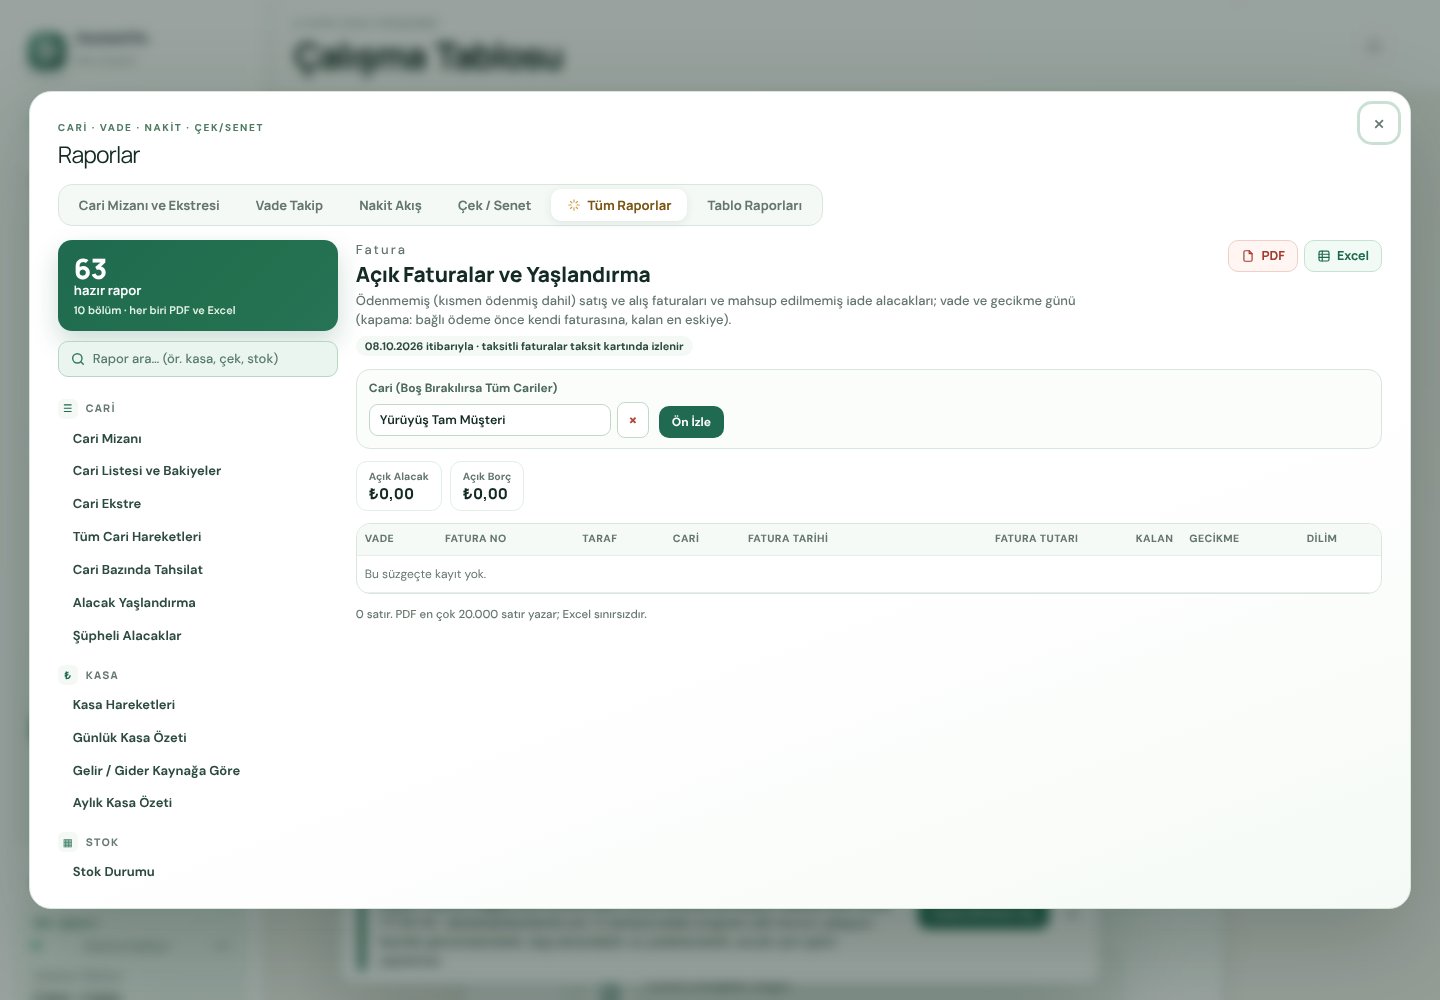 Çalışma Tablosu
CARİ · VADE · NAKİT · ÇEK/SENET
Raporlar
×
Cari Mizanı ve Ekstresi
Vade Takip
Nakit Akış
Çek / Senet
Tüm Raporlar
Tablo Raporları
63
hazır rapor
10 bölüm · her biri PDF ve Excel
Rapor ara... (ör. kasa, çek, stok)
CARİ
Cari Mizanı
Cari Listesi ve Bakiyeler
Cari Ekstre
Tüm Cari Hareketleri
Cari Bazında Tahsilat
Alacak Yaşlandırma
Şüpheli Alacaklar
₺ KASA
Kasa Hareketleri
Günlük Kasa Özeti
Gelir / Gider Kaynağa Göre
Aylık Kasa Özeti
STOK
Stok Durumu
Fatura
Açık Faturalar ve Yaşlandırma
PDF
Excel
Ödenmemiş (kısmen ödenmiş dahil) satış ve alış faturaları ve mahsup edilmemiş iade alacakları; vade ve gecikme günü
(kapama: bağlı ödeme önce kendi faturasına, kalan en eskiye).
08.10.2026 itibarıyla · taksitli faturalar taksit kartında izlenir
Cari (Boş Bırakılırsa Tüm Cariler)
Yürüyüş Tam Müşteri
×
Ön İzle
Açık Alacak
₺0,00
Açık Borç
₺0,00
VADE FATURA NO TARAF CARİ FATURA TARİHİ FATURA TUTARI KALAN GECİKME DİLİM
Bu süzgeçte kayıt yok.
0 satır. PDF en çok 20.000 satır yazar; Excel sınırsızdır.